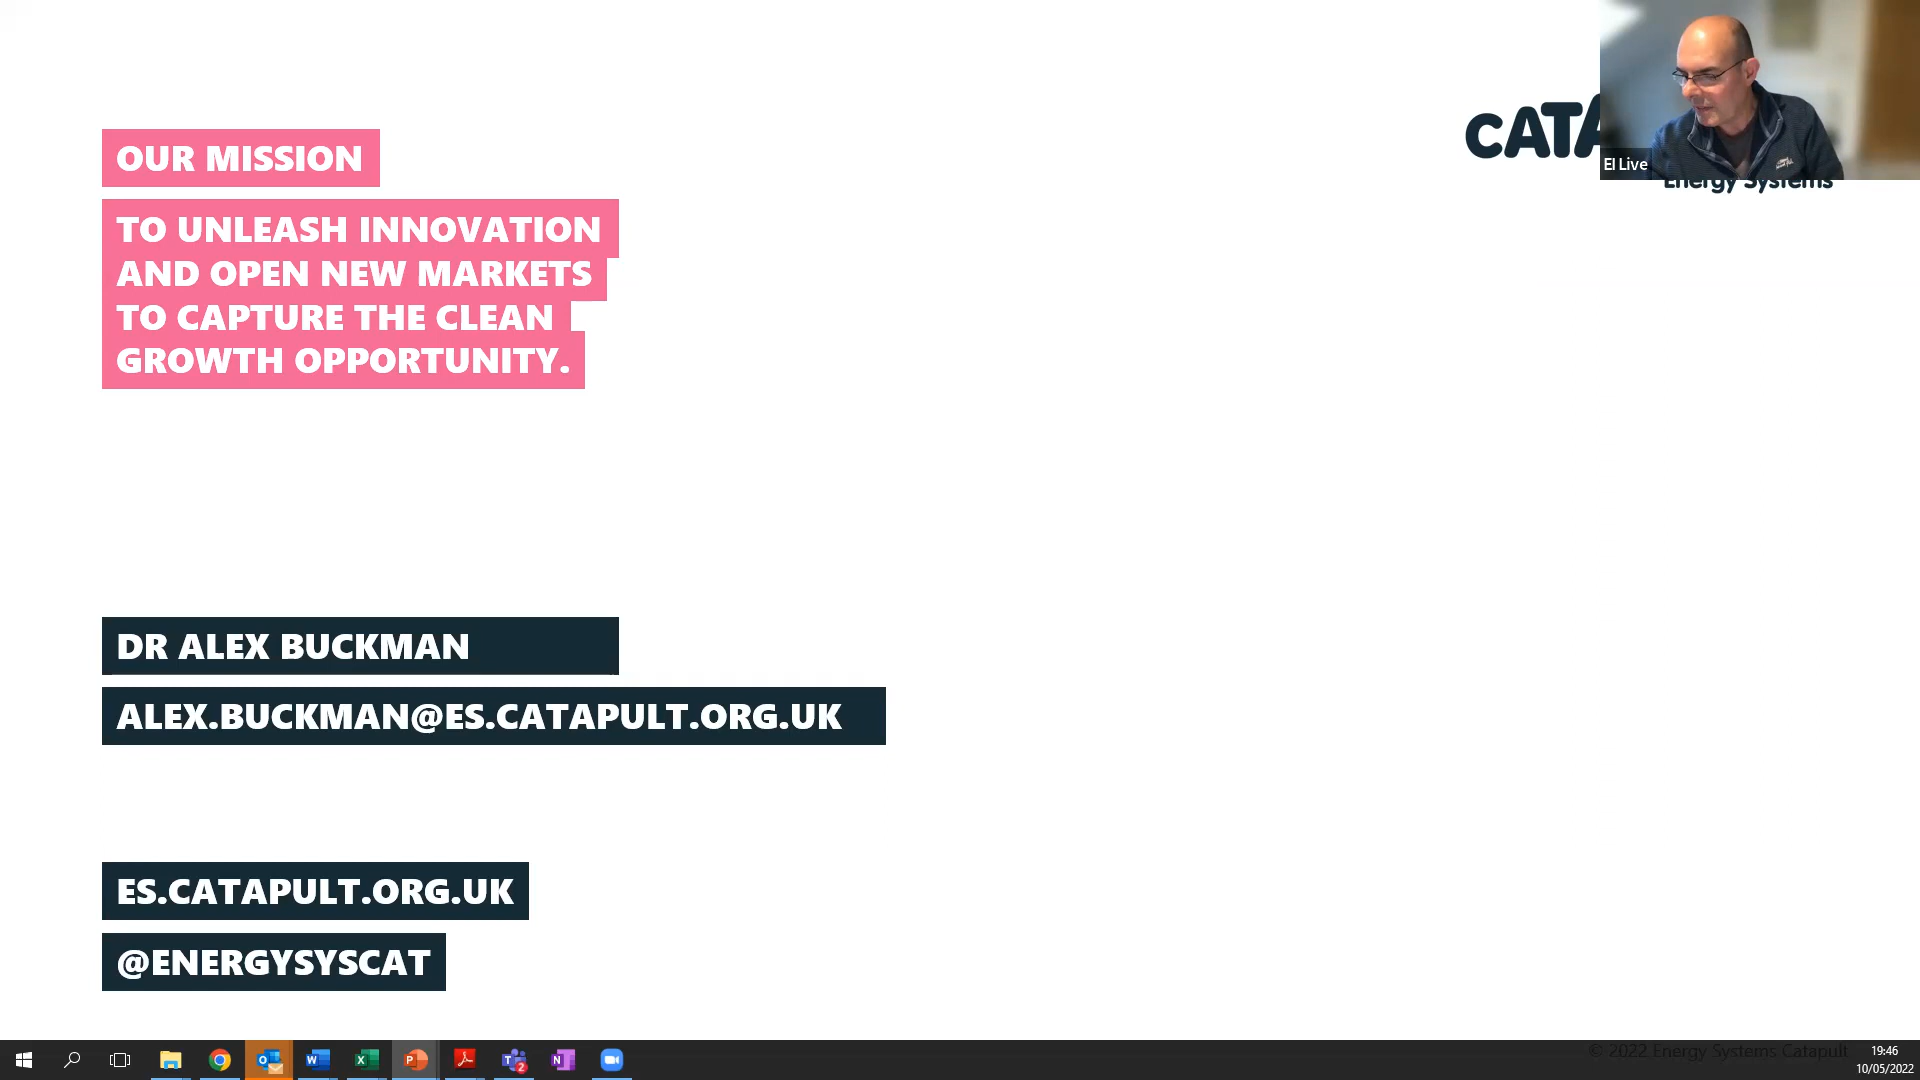 OUR MISSION
TO UNLEASH INNOVATION
AND OPEN NEW MARKETS
TO CAPTURE THE CLEAN
GROWTH OPPORTUNITY.
CATA
Energy Systems
EI Live
DR ALEX BUCKMAN
ALEX.BUCKMAN@ES.CATAPULT.ORG.UK
ES.CATAPULT.ORG.UK
@ENERGYSYSCAT
© 2022 Energy Systems Catapult
19:46
10/05/2022